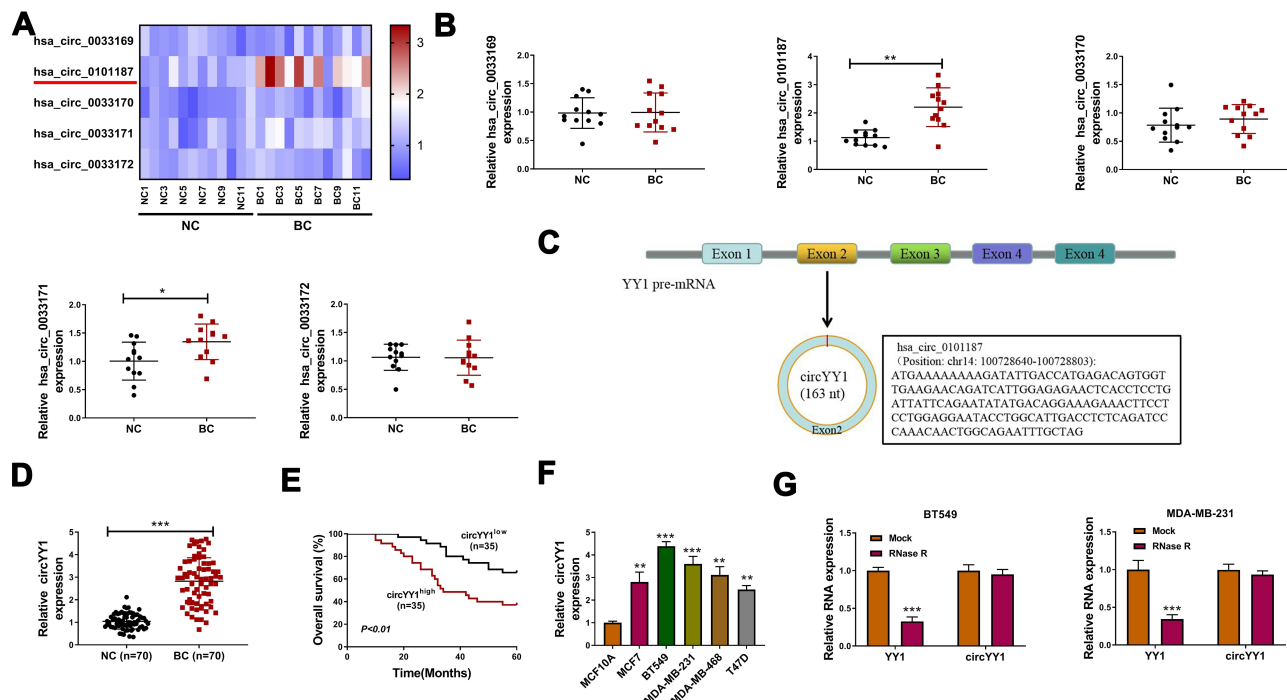 A
hsa_circ_0033169
hsa_circ_0101187
hsa_circ_0033170
hsa_circ_0033171
hsa_circ_0033172
3
2
1
NC1
NC3
NC5
NC7
NC9
NC11
BC1
BC3
BC5
BC7
BC9
BC11
NC
BC
B
Relative hsa_circ_0033169
expression
2.0
1.5
1.0
0.5
0.0
NC
BC
Relative hsa_circ_0101187
expression
4
3
2
1
0
**
NC
BC
Relative hsa_circ_0033170
expression
2.0
1.5
1.0
0.5
0.0
NC
BC
Relative hsa_circ_0033171
expression
2.0
1.5
1.0
0.5
0.0
*
NC
BC
Relative hsa_circ_0033172
expression
2.0
1.5
1.0
0.5
0.0
NC
BC
C
Exon 1
Exon 2
Exon 3
Exon 4
Exon 4
YY1 pre-mRNA
circYY1
(163 nt)
Exon2
hsa_circ_0101187
(Position: chr14: 100728640-100728803):
ATGAAAAAAAAGATATTGACCATGAGACAGTGGT
TGAAGAACAGATCATTGGAGAGAACTCACCTCCTG
ATTATTCAGAATATATGACAGGAAAGAAACTTCCT
CCTGGAGGAATACCTGGCATTGACCTCTCAGATCC
CAAACAACTGGCAGAATTTGCTAG
D
Relative circYY1
expression
5
4
3
2
1
0
***
NC (n=70)
BC (n=70)
E
Overall survival (%)
100
80
60
40
20
0
circYY1low
(n=35)
circYY1high
(n=35)
P<0.01
0
20
40
60
Time(Months)
F
Relative circYY1
expression
5
4
3
2
1
0
**
***
***
**
**
MCF10A
MCF7
BT549
MDA-MB-231
MDA-MB-468
T47D
G
BT549
Relative RNA expression
1.5
1.0
0.5
0.0
Mock
RNase R
***
YY1
circYY1
MDA-MB-231
Relative RNA expression
1.5
1.0
0.5
0.0
Mock
RNase R
***
YY1
circYY1